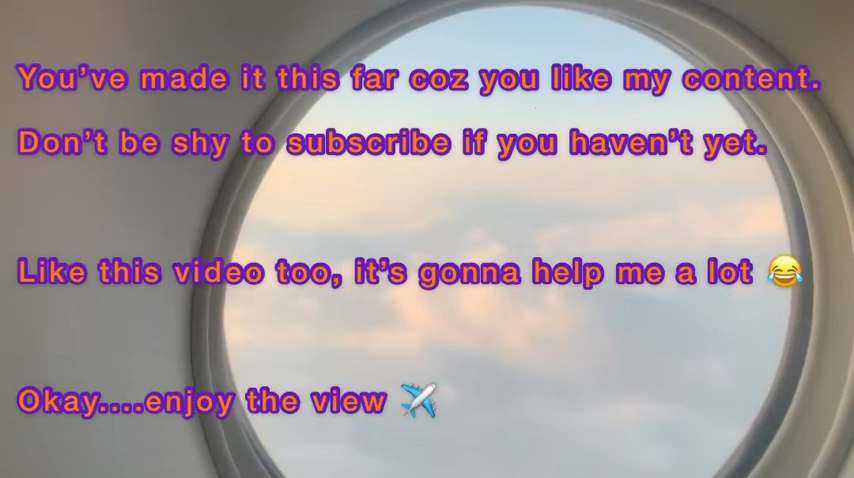 You’ve made it this far coz you like my content.
Don’t be shy to subscribe if you haven’t yet.
Like this video too, it’s gonna help me a lot 😂
Okay....enjoy the view ✈️